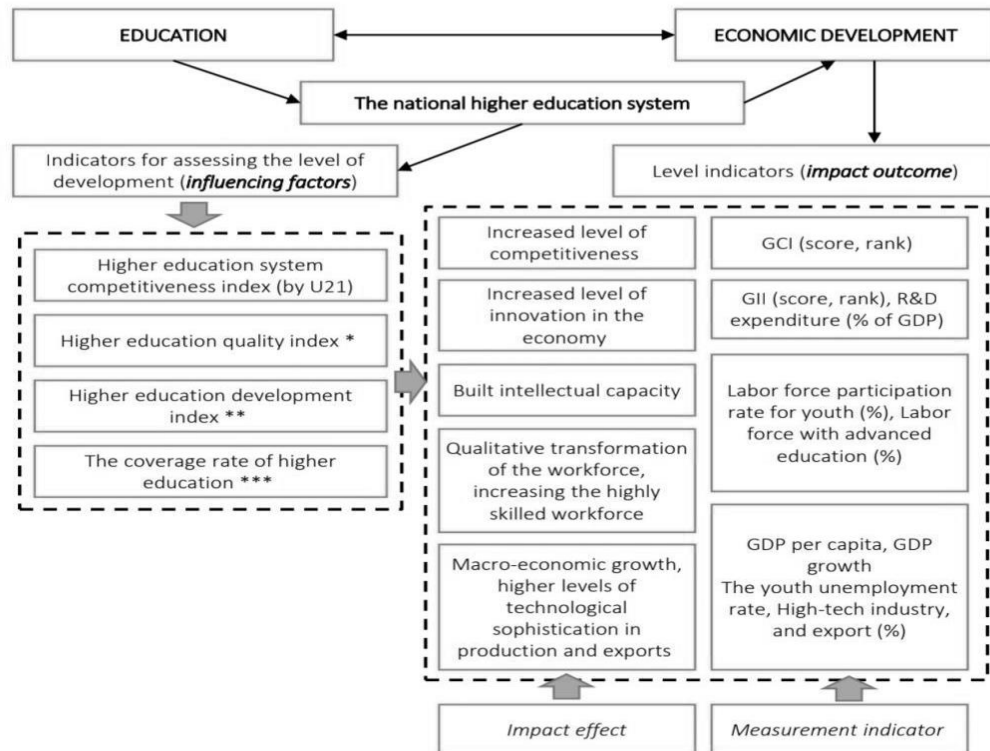 EDUCATION
ECONOMIC DEVELOPMENT
The national higher education system
Indicators for assessing the level of
development (influencing factors)
Level indicators (impact outcome)
Higher education system
competitiveness index (by U21)
Higher education quality index *
Higher education development
index **
The coverage rate of higher
education ***
Increased level of
competitiveness
GCI (score, rank)
Increased level of
innovation in the
economy
GII (score, rank), R&D
expenditure (% of GDP)
Built intellectual capacity
Labor force participation
rate for youth (%), Labor
force with advanced
education (%)
Qualitative transformation
of the workforce,
increasing the highly
skilled workforce
Macro-economic growth,
higher levels of
technological
sophistication in
production and exports
GDP per capita, GDP
growth
The youth unemployment
rate, High-tech industry,
and export (%)
Impact effect
Measurement indicator